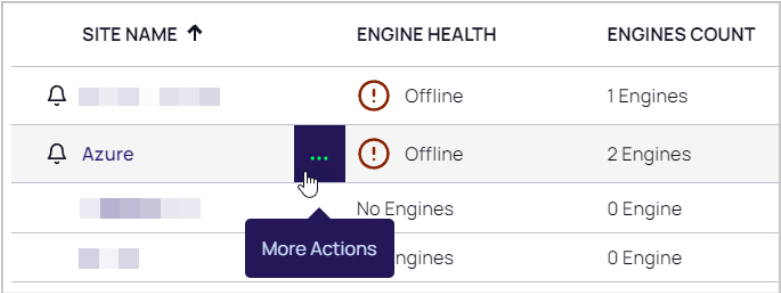 SITE NAME ↑ ENGINE HEALTH ENGINES COUNT
Offline 1 Engines
Azure ... Offline 2 Engines
No Engines 0 Engine
More Actions ngines 0 Engine